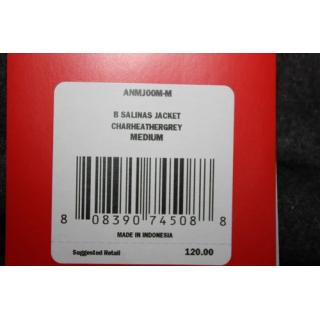 ANMJ00M-M
B SALINAS JACKET
CHARHEATHERGREY
MEDIUM
8 08390 74508 8
MADE IN INDONESIA
Suggested Retail 120.00